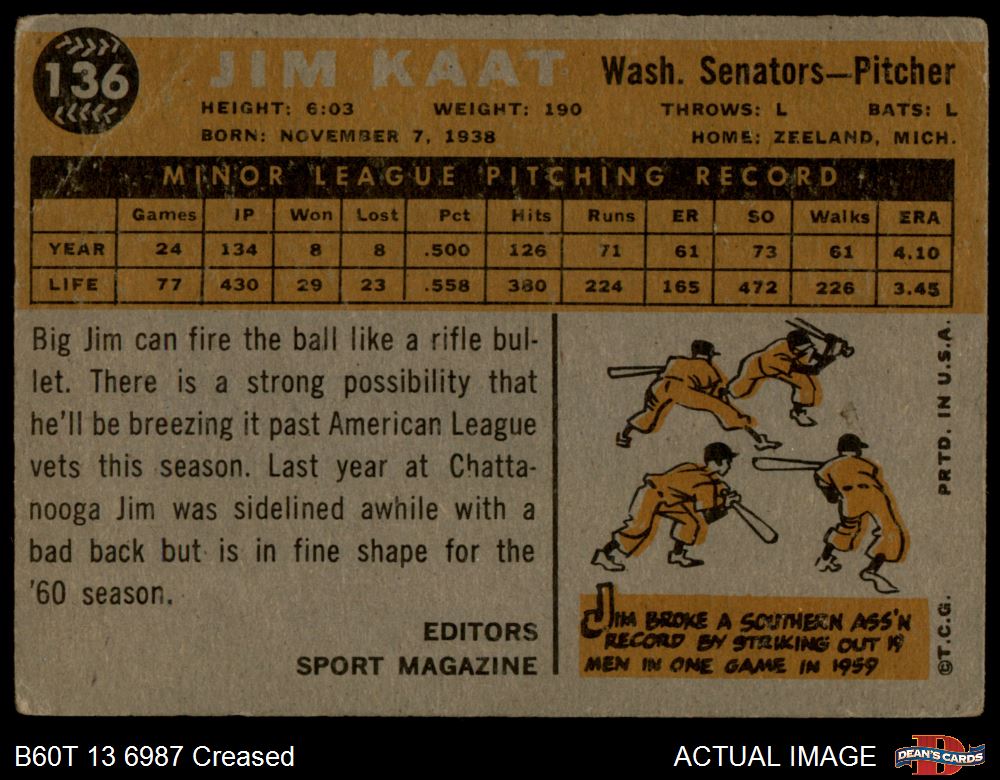 136
JIM KAAT Wash. Senators—Pitcher
HEIGHT: 6:03 WEIGHT: 190 THROWS: L BATS: L
BORN: NOVEMBER 7, 1938 HOME: ZEELAND, MICH.
MINOR LEAGUE PITCHING RECORD
Games IP Won Lost Pct Hits Runs ER SO Walks ERA
YEAR 24 134 8 8 .500 126 71 61 73 61 4.10
LIFE 77 430 29 23 .558 380 224 165 472 226 3.45
Big Jim can fire the ball like a rifle bul-
let. There is a strong possibility that
he'll be breezing it past American League
vets this season. Last year at Chatta-
nooga Jim was sidelined awhile with a
bad back but is in fine shape for the
'60 season.
EDITORS
SPORT MAGAZINE
JIM BROKE A SOUTHERN ASS'N
RECORD BY STRIKING OUT 19
MEN IN ONE GAME IN 1959
©T.C.G. PRTD. IN U.S.A.
B60T 13 6987 Creased ACTUAL IMAGE
D
DEAN'S CARDS